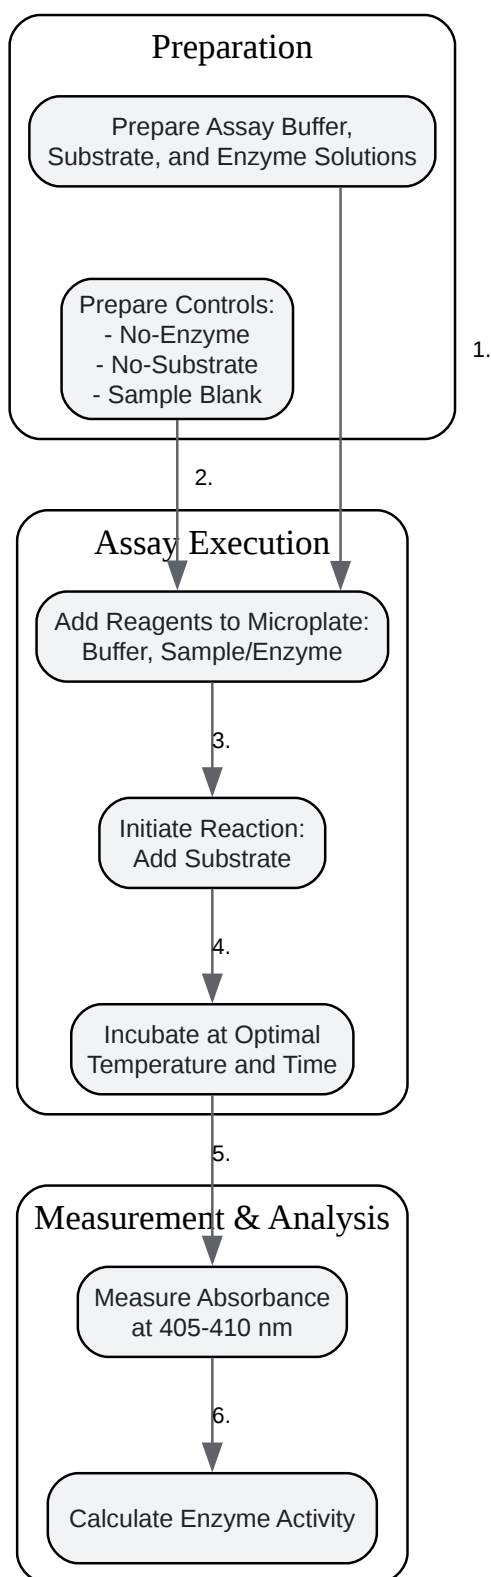 Preparation
Prepare Assay Buffer,
Substrate, and Enzyme Solutions
Prepare Controls:
- No-Enzyme
- No-Substrate
- Sample Blank
1.
2.
Assay Execution
Add Reagents to Microplate:
Buffer, Sample/Enzyme
3.
Initiate Reaction:
Add Substrate
4.
Incubate at Optimal
Temperature and Time
5.
Measurement & Analysis
Measure Absorbance
at 405-410 nm
6.
Calculate Enzyme Activity